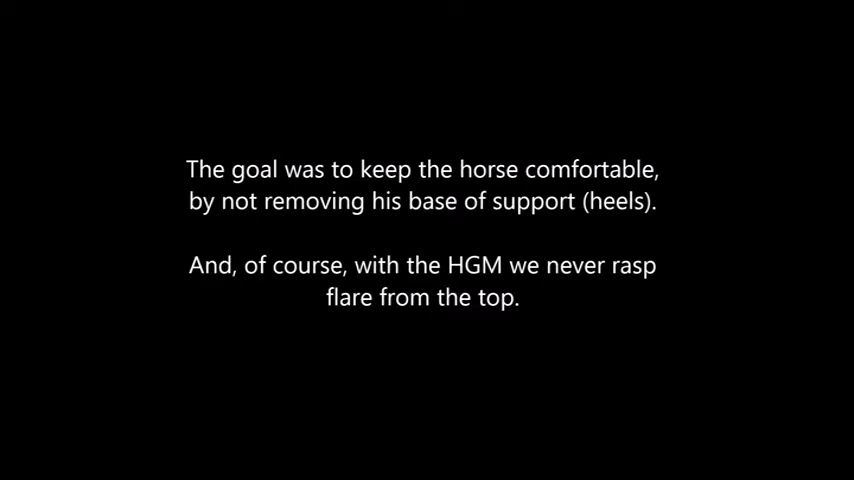 The goal was to keep the horse comfortable,
by not removing his base of support (heels).
And, of course, with the HGM we never rasp
flare from the top.